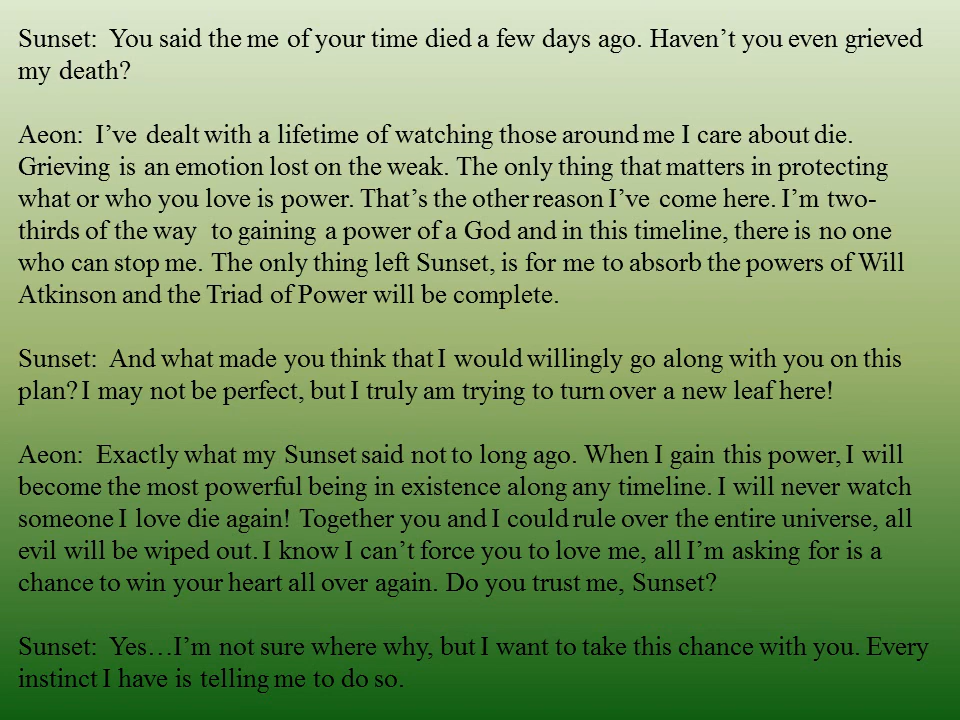 Sunset:  You said the me of your time died a few days ago. Haven’t you even grieved
my death?

Aeon:  I’ve dealt with a lifetime of watching those around me I care about die.
Grieving is an emotion lost on the weak. The only thing that matters in protecting
what or who you love is power. That’s the other reason I’ve come here. I’m two-
thirds of the way  to gaining a power of a God and in this timeline, there is no one
who can stop me. The only thing left Sunset, is for me to absorb the powers of Will
Atkinson and the Triad of Power will be complete.

Sunset:  And what made you think that I would willingly go along with you on this
plan? I may not be perfect, but I truly am trying to turn over a new leaf here!

Aeon:  Exactly what my Sunset said not to long ago. When I gain this power, I will
become the most powerful being in existence along any timeline. I will never watch
someone I love die again! Together you and I could rule over the entire universe, all
evil will be wiped out. I know I can’t force you to love me, all I’m asking for is a
chance to win your heart all over again. Do you trust me, Sunset?

Sunset:  Yes…I’m not sure where why, but I want to take this chance with you. Every
instinct I have is telling me to do so.